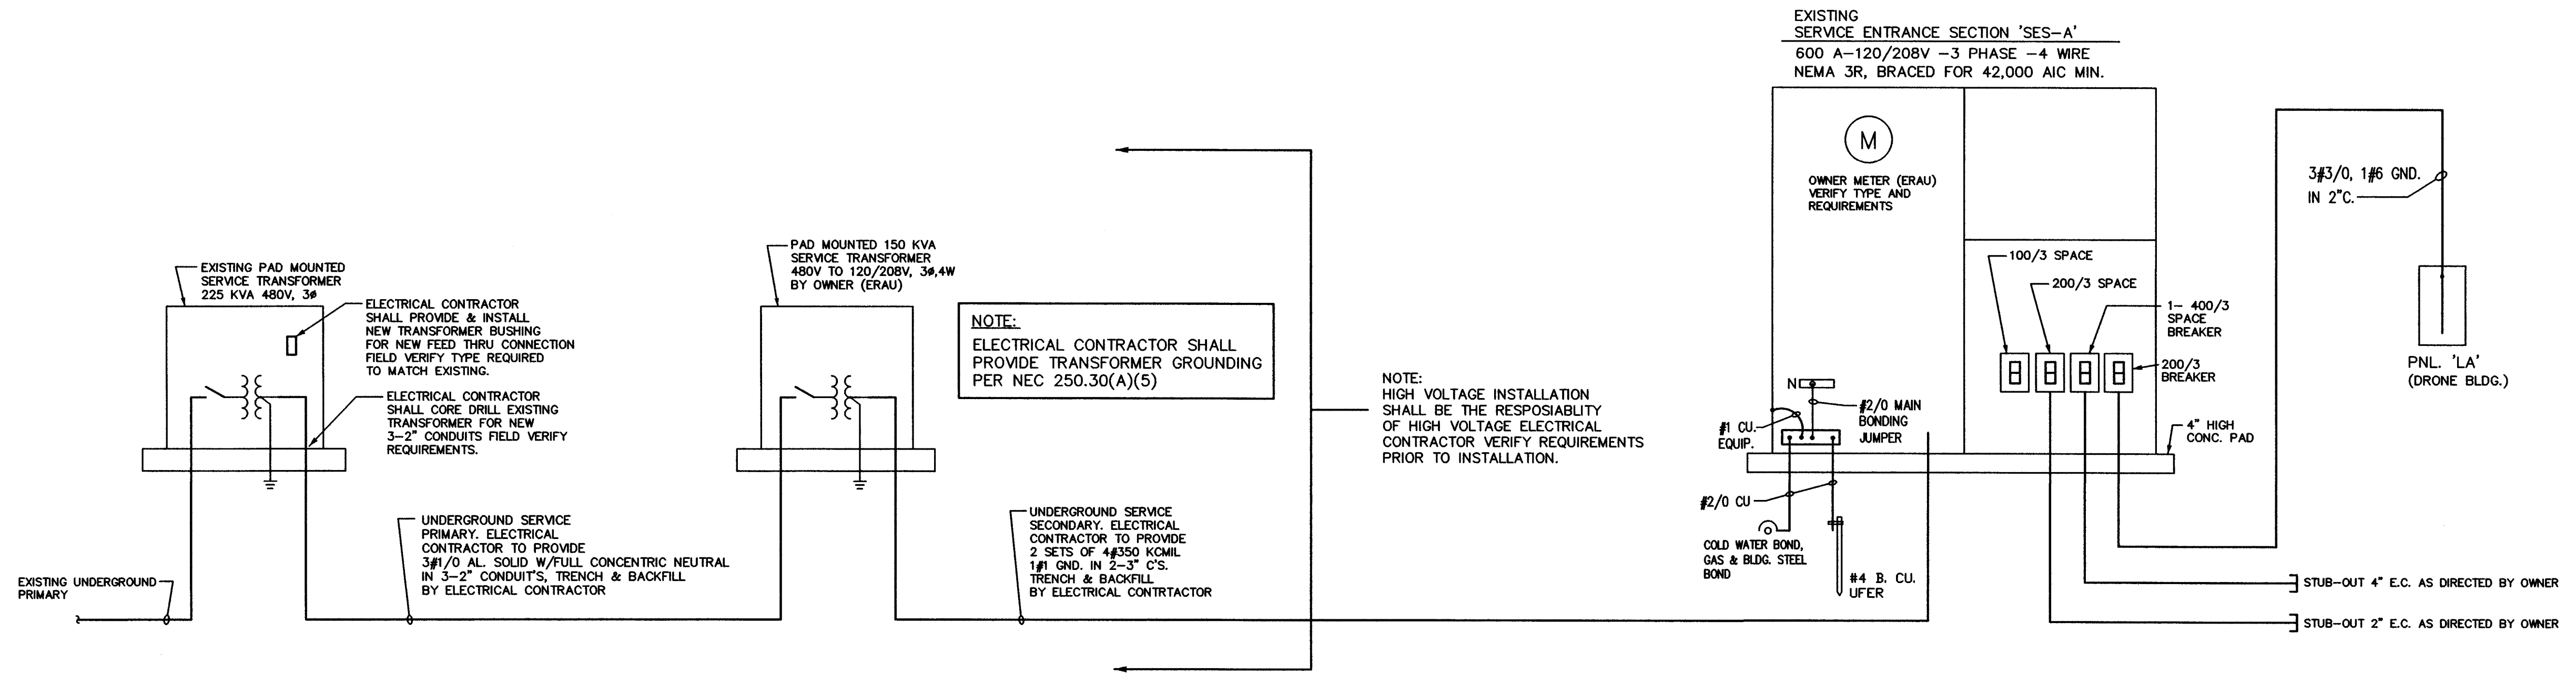 EXISTING
SERVICE ENTRANCE SECTION 'SES-A'
600 A-120/208V -3 PHASE -4 WIRE
NEMA 3R, BRACED FOR 42,000 AIC MIN.
M
OWNER METER (ERAU)
VERIFY TYPE AND
REQUIREMENTS
3#3/0, 1#6 GND.
IN 2"C.
PAD MOUNTED 150 KVA
SERVICE TRANSFORMER
480V TO 120/208V, 3ø,4W
BY OWNER (ERAU)
EXISTING PAD MOUNTED
SERVICE TRANSFORMER
225 KVA 480V, 3ø
ELECTRICAL CONTRACTOR
SHALL PROVIDE & INSTALL
NEW TRANSFORMER BUSHING
FOR NEW FEED THRU CONNECTION
FIELD VERIFY TYPE REQUIRED
TO MATCH EXISTING.
ELECTRICAL CONTRACTOR
SHALL CORE DRILL EXISTING
TRANSFORMER FOR NEW
3-2" CONDUITS FIELD VERIFY
REQUIREMENTS.
NOTE:
ELECTRICAL CONTRACTOR SHALL
PROVIDE TRANSFORMER GROUNDING
PER NEC 250.30(A)(5)
NOTE:
HIGH VOLTAGE INSTALLATION
SHALL BE THE RESPOSIABLITY
OF HIGH VOLTAGE ELECTRICAL
CONTRACTOR VERIFY REQUIREMENTS
PRIOR TO INSTALLATION.
100/3 SPACE
200/3 SPACE
1- 400/3
SPACE
BREAKER
200/3
BREAKER
PNL. 'LA'
(DRONE BLDG.)
N
#2/0 MAIN
BONDING
JUMPER
#1 CU.
EQUIP.
4" HIGH
CONC. PAD
#2/0 CU
COLD WATER BOND,
GAS & BLDG. STEEL
BOND
#4 B. CU.
UFER
UNDERGROUND SERVICE
PRIMARY. ELECTRICAL
CONTRACTOR TO PROVIDE
3#1/0 AL. SOLID W/FULL CONCENTRIC NEUTRAL
IN 3-2" CONDUIT'S, TRENCH & BACKFILL
BY ELECTRICAL CONTRACTOR
UNDERGROUND SERVICE
SECONDARY. ELECTRICAL
CONTRACTOR TO PROVIDE
2 SETS OF 4#350 KCMIL
1#1 GND. IN 2-3" C'S.
TRENCH & BACKFILL
BY ELECTRICAL CONTRTACTOR
EXISTING UNDERGROUND
PRIMARY
STUB-OUT 4" E.C. AS DIRECTED BY OWNER
STUB-OUT 2" E.C. AS DIRECTED BY OWNER